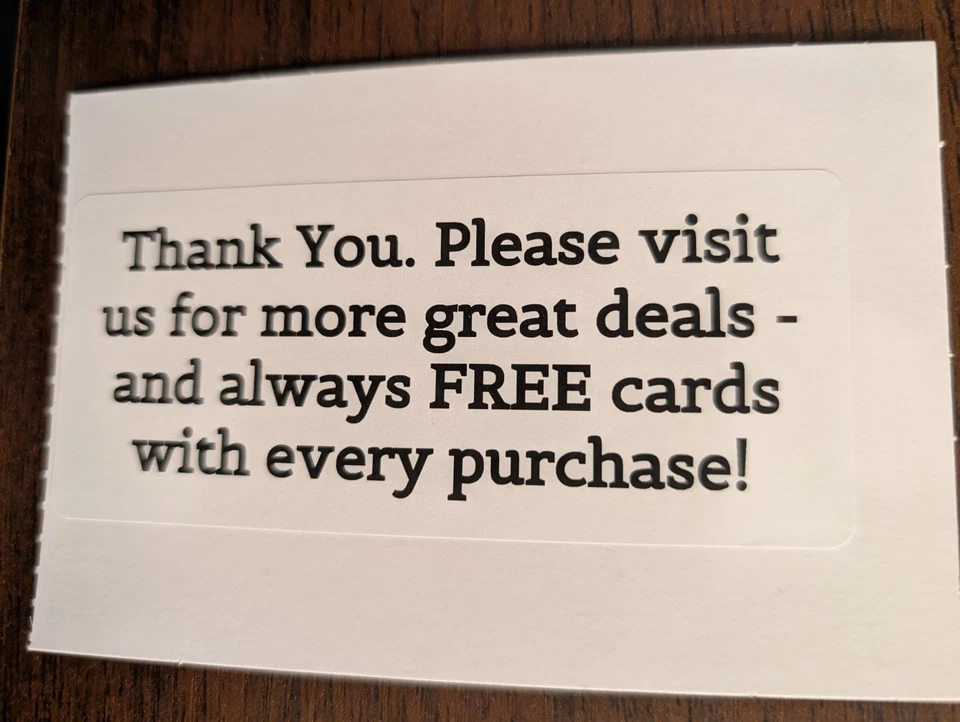 Thank You. Please visit
us for more great deals -
and always FREE cards
with every purchase!